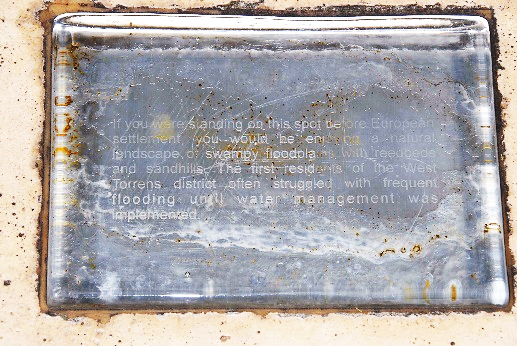 If you were standing on this spot before European
settlement you would be enjoying a natural
landscape of swampy floodplains with reedbeds
and sandhills. The first residents of the West
Torrens district often struggled with frequent
flooding until water management was
implemented.